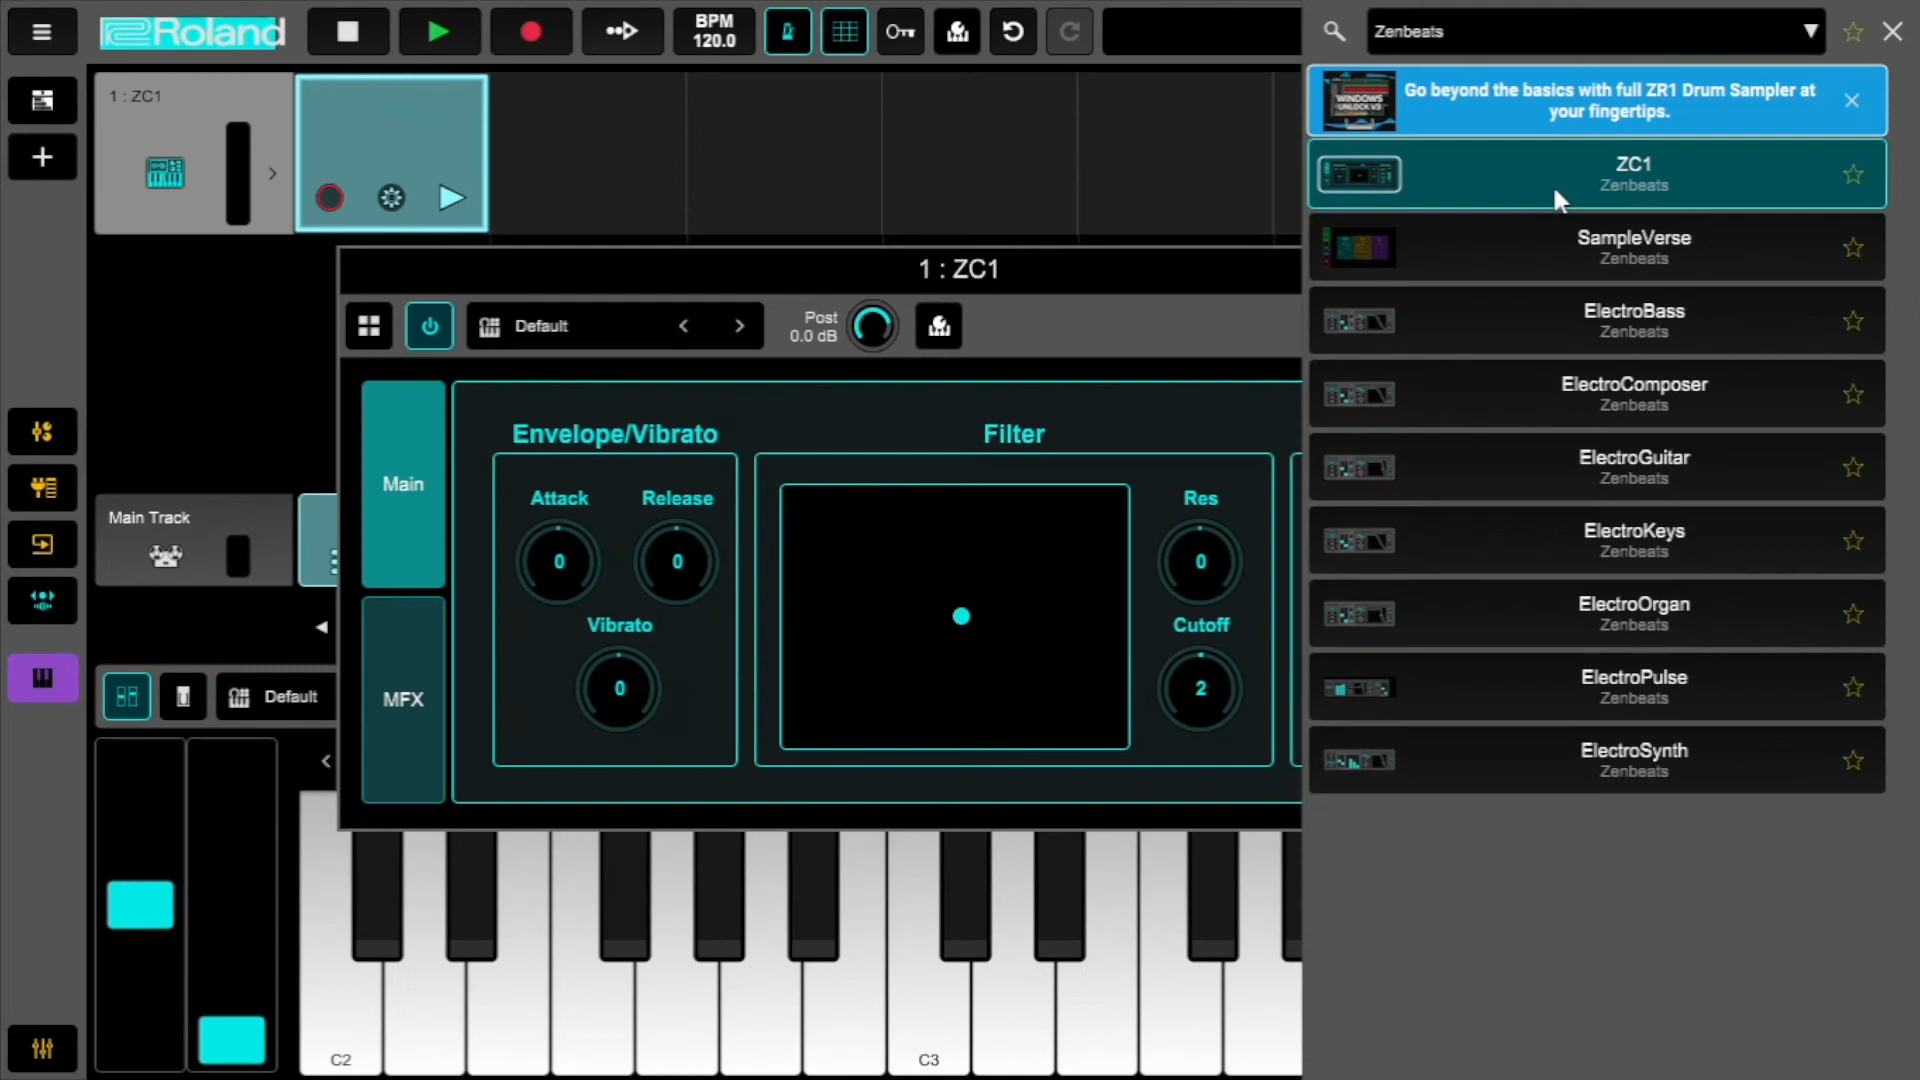 Roland
BPM
120.0
Zenbeats
1 : ZC1
WINDOWS
UNLOCK V3
Go beyond the basics with full ZR1 Drum Sampler at
your fingertips.
ZC1
Zenbeats
SampleVerse
Zenbeats
ElectroBass
Zenbeats
ElectroComposer
Zenbeats
ElectroGuitar
Zenbeats
ElectroKeys
Zenbeats
ElectroOrgan
Zenbeats
ElectroPulse
Zenbeats
ElectroSynth
Zenbeats
1 : ZC1
Default
Post
0.0 dB
Main
MFX
Envelope/Vibrato
Attack
Release
0
0
Vibrato
0
Filter
Res
0
Cutoff
2
Main Track
Default
C2
C3